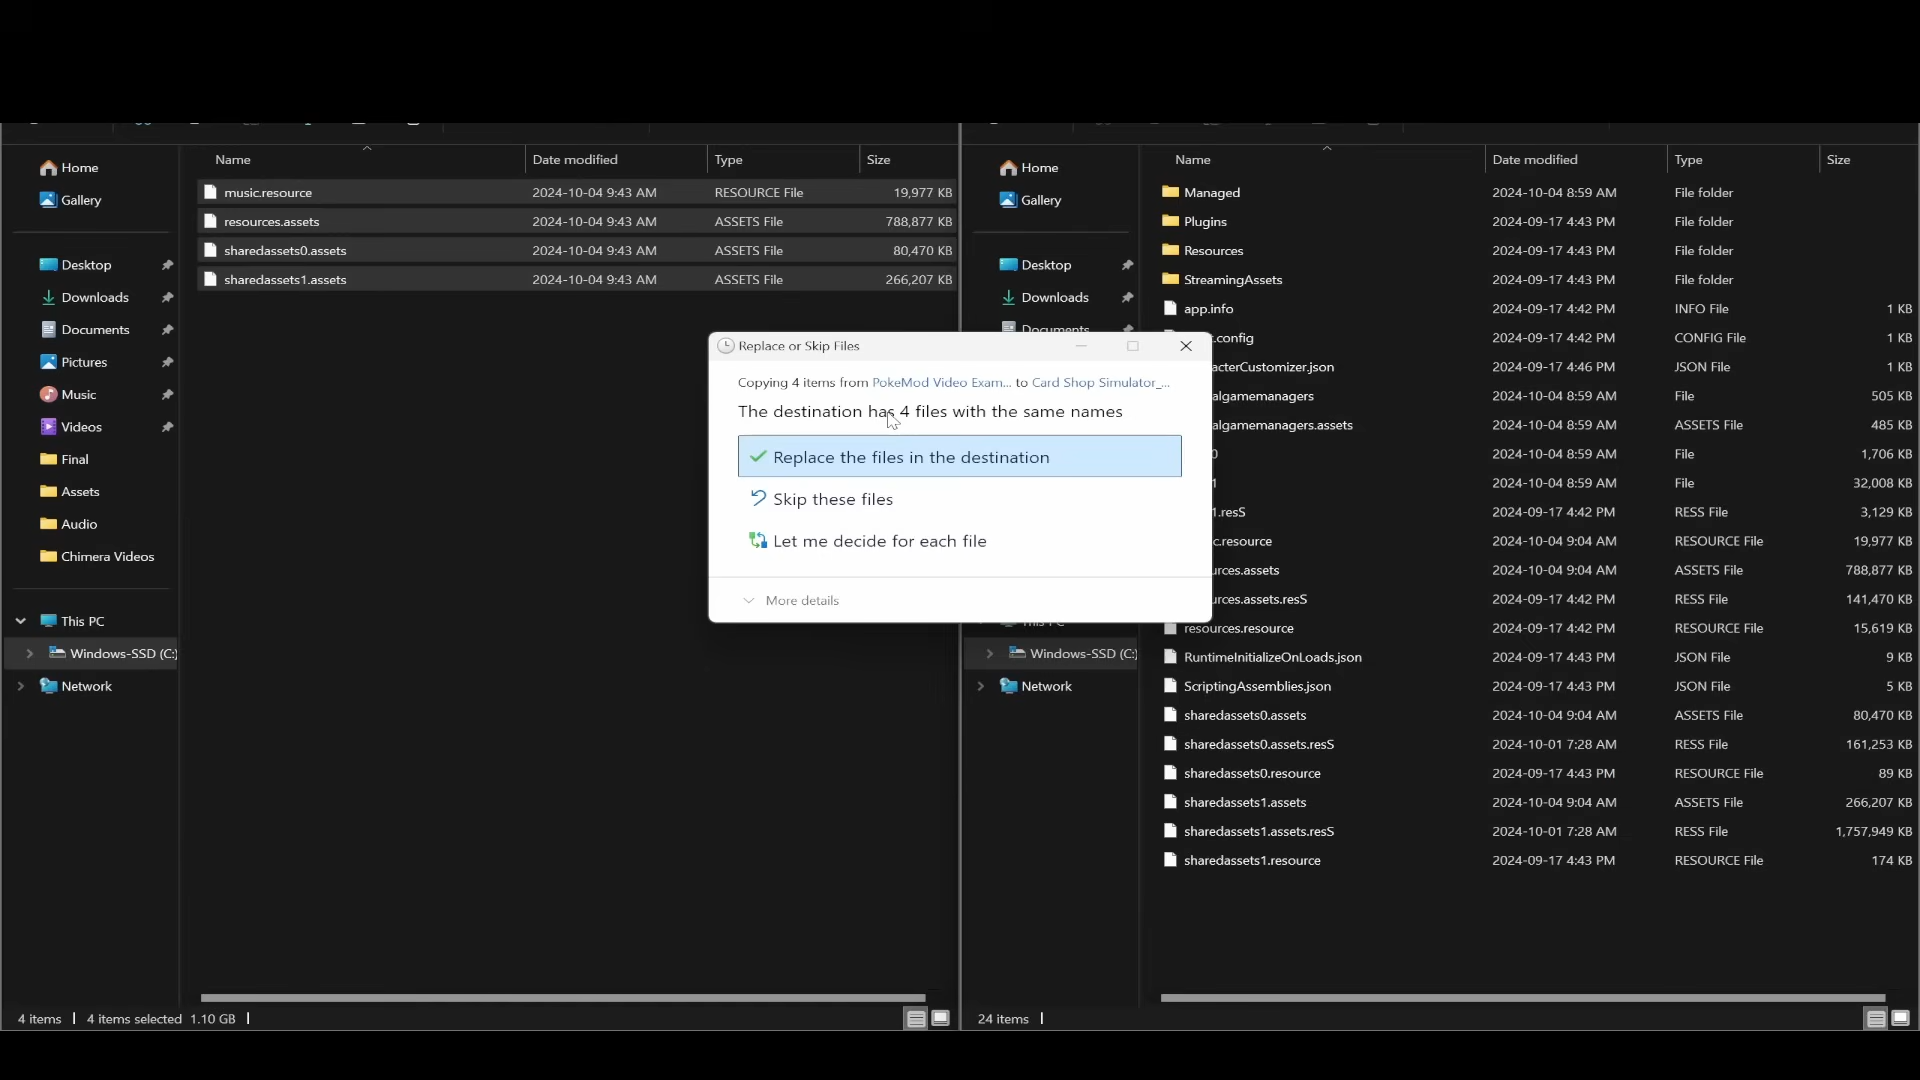 Name Date modified Type Size
Home
Gallery
Desktop
Downloads
Documents
Pictures
Music
Videos
Final
Assets
Audio
Chimera Videos
This PC
Windows-SSD (C:)
Network
music.resource 2024-10-04 9:43 AM RESOURCE File 19,977 KB
resources.assets 2024-10-04 9:43 AM ASSETS File 788,877 KB
sharedassets0.assets 2024-10-04 9:43 AM ASSETS File 80,470 KB
sharedassets1.assets 2024-10-04 9:43 AM ASSETS File 266,207 KB
4 items 4 items selected 1.10 GB
Replace or Skip Files
Copying 4 items from PokeMod Video Exam... to Card Shop Simulator_...
The destination has 4 files with the same names
Replace the files in the destination
Skip these files
Let me decide for each file
More details
Name Date modified Type Size
Home
Gallery
Desktop
Downloads
Documents
This PC
Windows-SSD (C:)
Network
Managed 2024-10-04 8:59 AM File folder
Plugins 2024-09-17 4:43 PM File folder
Resources 2024-09-17 4:43 PM File folder
StreamingAssets 2024-09-17 4:43 PM File folder
app.info 2024-09-17 4:42 PM INFO File 1 KB
.config 2024-09-17 4:42 PM CONFIG File 1 KB
acterCustomizer.json 2024-09-17 4:46 PM JSON File 1 KB
algamemanagers 2024-10-04 8:59 AM File 505 KB
algamemanagers.assets 2024-10-04 8:59 AM ASSETS File 485 KB
0 2024-10-04 8:59 AM File 1,706 KB
1 2024-10-04 8:59 AM File 32,008 KB
1.resS 2024-09-17 4:42 PM RESS File 3,129 KB
c.resource 2024-10-04 9:04 AM RESOURCE File 19,977 KB
urces.assets 2024-10-04 9:04 AM ASSETS File 788,877 KB
urces.assets.resS 2024-09-17 4:42 PM RESS File 141,470 KB
resources.resource 2024-09-17 4:42 PM RESOURCE File 15,619 KB
RuntimeInitializeOnLoads.json 2024-09-17 4:43 PM JSON File 9 KB
ScriptingAssemblies.json 2024-09-17 4:43 PM JSON File 5 KB
sharedassets0.assets 2024-10-04 9:04 AM ASSETS File 80,470 KB
sharedassets0.assets.resS 2024-10-01 7:28 AM RESS File 161,253 KB
sharedassets0.resource 2024-09-17 4:43 PM RESOURCE File 89 KB
sharedassets1.assets 2024-10-04 9:04 AM ASSETS File 266,207 KB
sharedassets1.assets.resS 2024-10-01 7:28 AM RESS File 1,757,949 KB
sharedassets1.resource 2024-09-17 4:43 PM RESOURCE File 174 KB
24 items